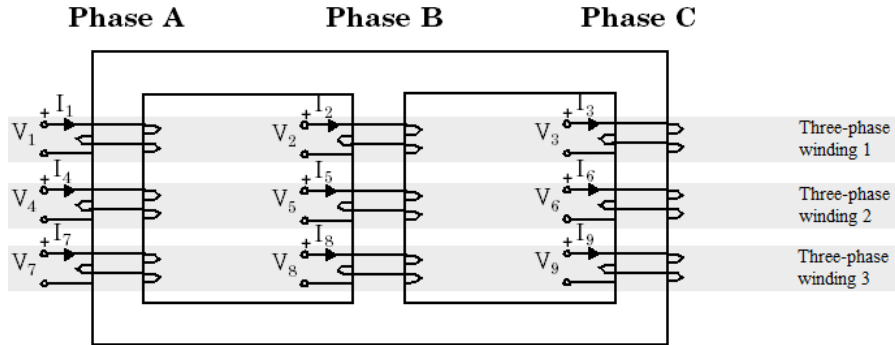 Phase A Phase B Phase C
+ I1 + I2 + I3
V1 V2 V3
Three-phase
winding 1
+ I4 + I5 + I6
V4 V5 V6
Three-phase
winding 2
+ I7 + I8 + I9
V7 V8 V9
Three-phase
winding 3